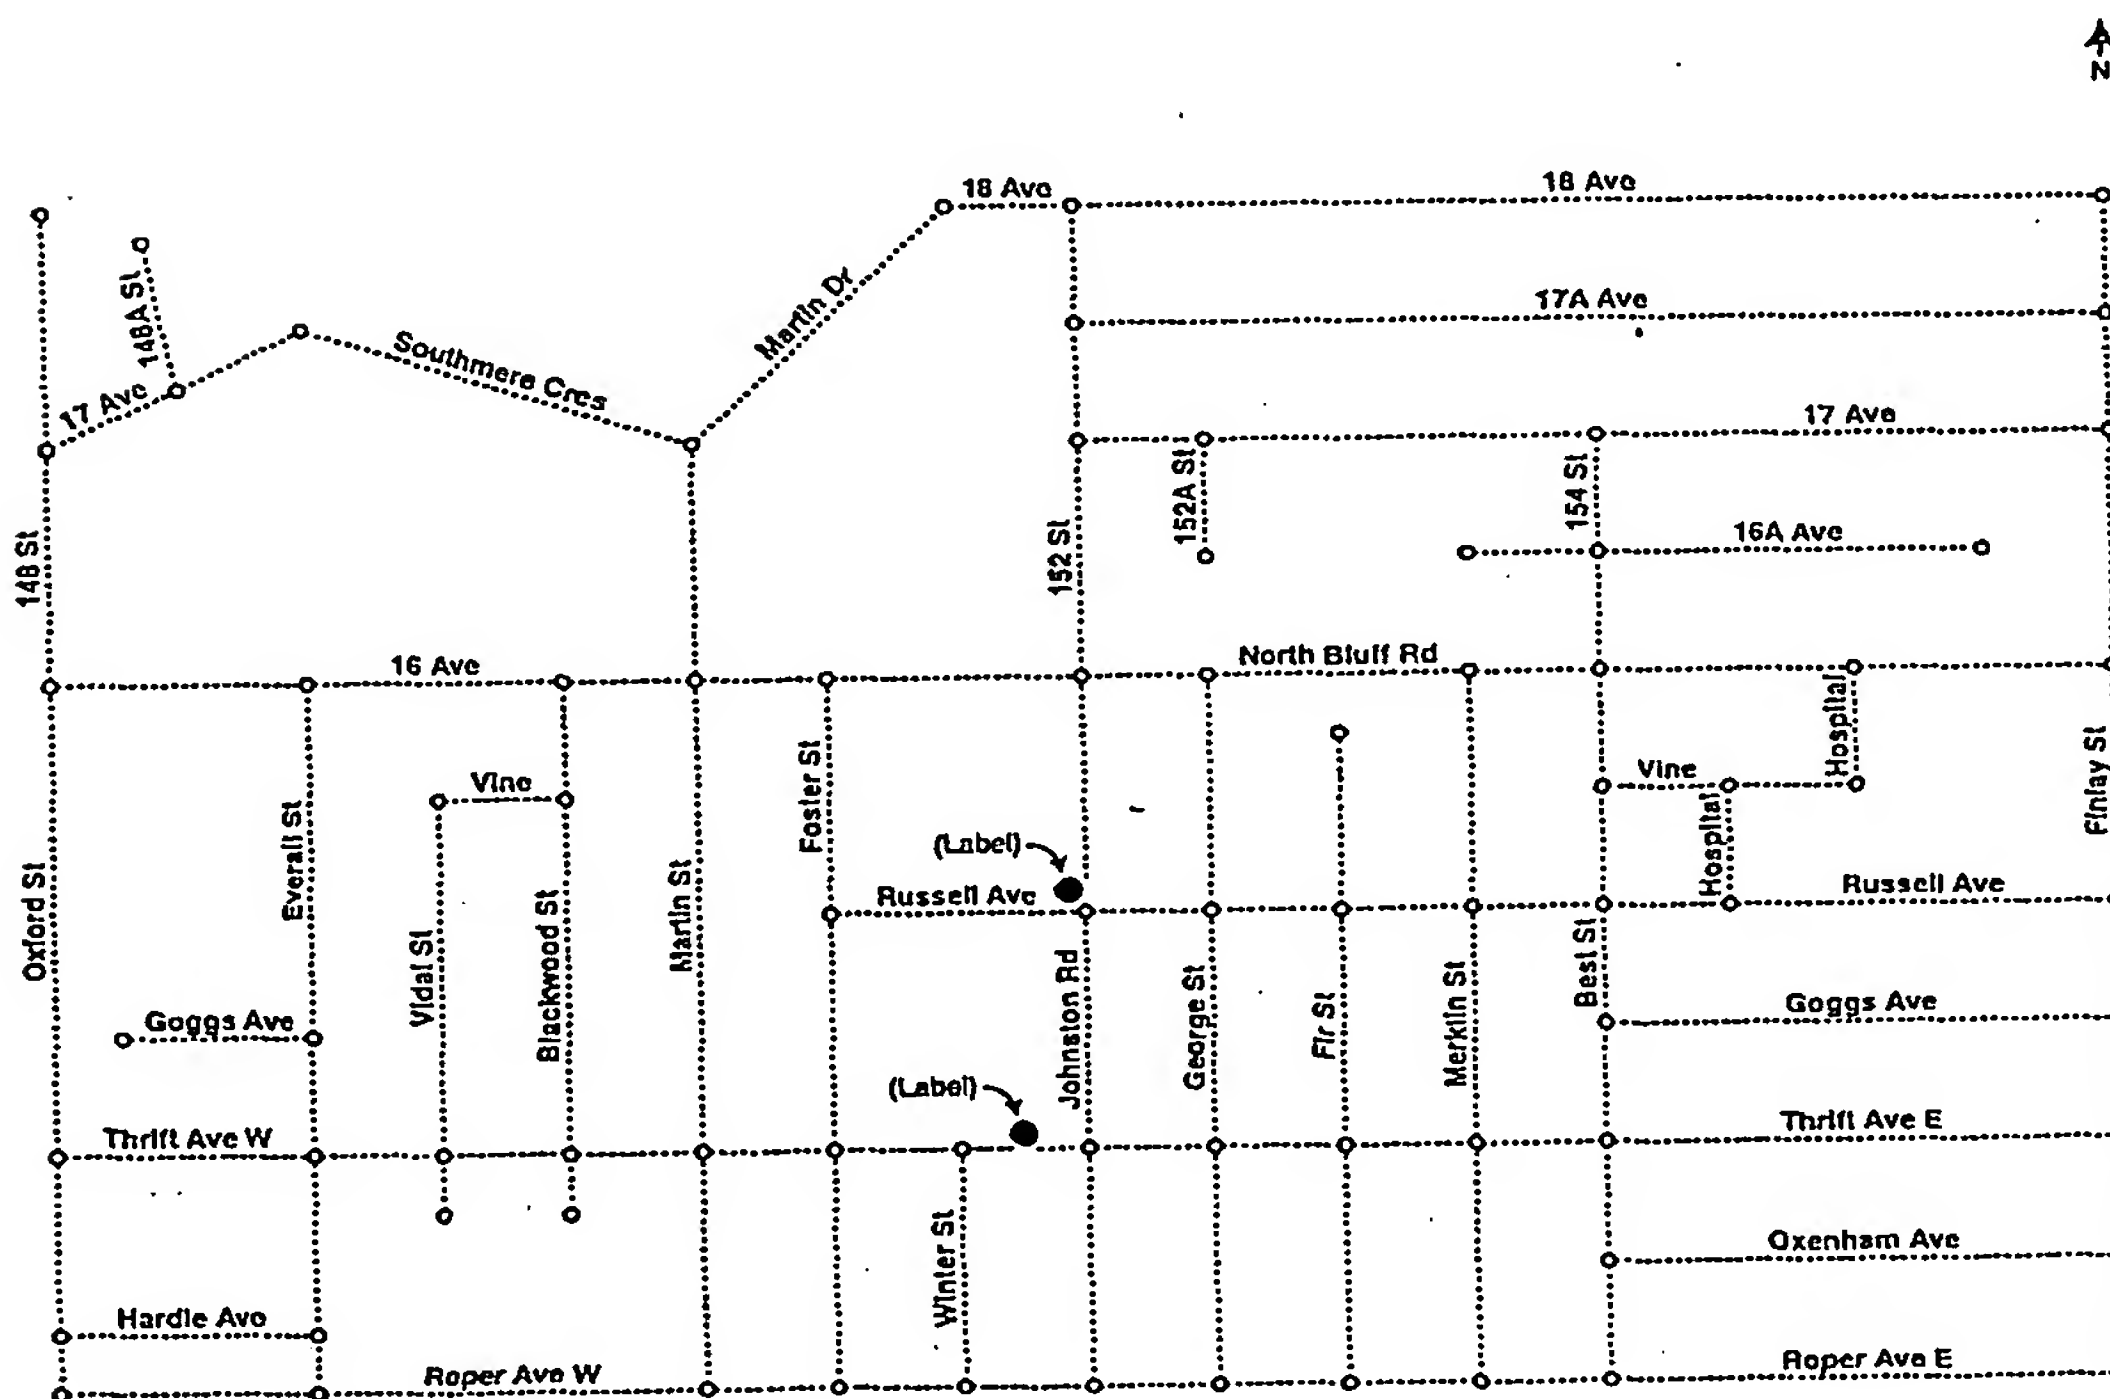 N
18 Ave
18 Ave
148A St
Martin Dr
17A Ave
Southmere Cres
17 Ave
17 Ave
152A St
154 St
148 St
152 St
16A Ave
16 Ave
North Bluff Rd
Hospital
Finlay St
Vine
Vine
Foster St
Everall St
(Label)
Hospital
Oxford St
Martin St
Blackwood St
Russell Ave
Russell Ave
Vidal St
Johnston Rd
George St
Fir St
Merklin St
Best St
Goggs Ave
Goggs Ave
(Label)
Thrift Ave W
Thrift Ave E
Winter St
Oxenham Ave
Hardie Ave
Roper Ave W
Roper Ave E